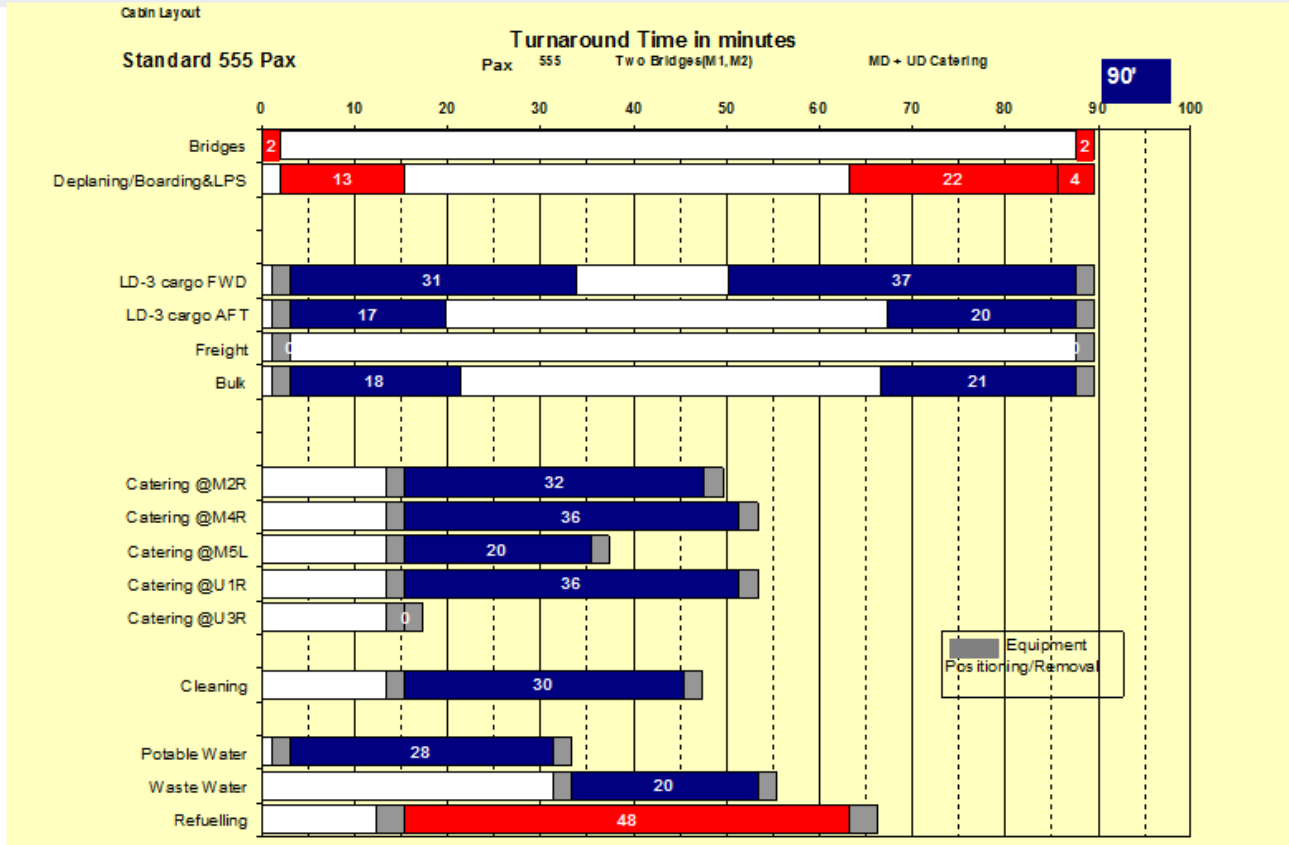 Cabin Layout
Turnaround Time in minutes
Standard 555 Pax
Pax 555 Two Bridges(M1,M2) MD + UD Catering
90'
0 10 20 30 40 50 60 70 80 90 100
Bridges 2 2
Deplaning/Boarding&LPS 13 22 4
LD-3 cargo FWD 31 37
LD-3 cargo AFT 17 20
Freight 0 0
Bulk 18 21
Catering @M2R 32
Catering @M4R 36
Catering @M5L 20
Catering @U1R 36
Catering @U3R 0
Equipment
Positioning/Removal
Cleaning 30
Potable Water 28
Waste Water 20
Refuelling 48